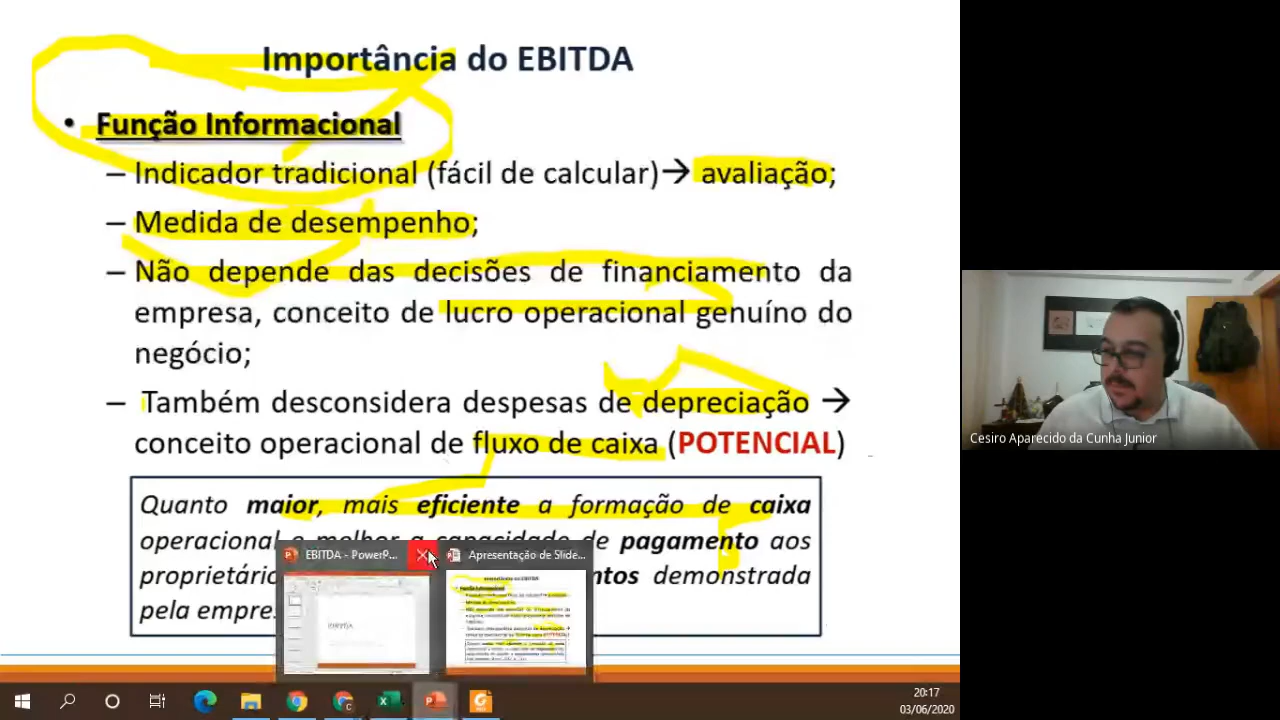 Importância do EBITDA
• Função Informacional
– Indicador tradicional (fácil de calcular)→ avaliação;
– Medida de desempenho;
– Não depende das decisões de financiamento da
empresa, conceito de lucro operacional genuíno do
negócio;
– Também desconsidera despesas de depreciação →
conceito operacional de fluxo de caixa (POTENCIAL)
Quanto maior, mais eficiente a formação de caixa
operacional e melhor a capacidade de pagamento aos
demonstrada
pela
EBITDA - PowerP...
Apresentação de Slide...
EBITDA
Cesiro Aparecido da Cunha Junior
20:17
03/06/2020